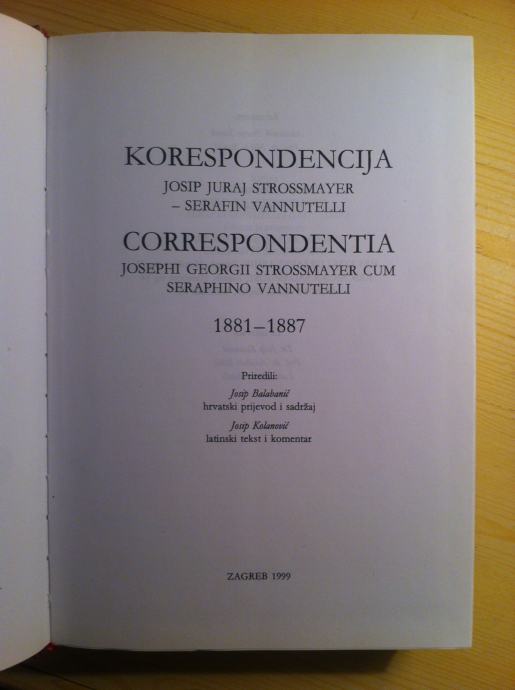 KORESPONDENCIJA
JOSIP JURAJ STROSSMAYER
– SERAFIN VANNUTELLI
CORRESPONDENTIA
JOSEPHI GEORGII STROSSMAYER CUM
SERAPHINO VANNUTELLI
1881–1887
Priredili:
Josip Balabanić
hrvatski prijevod i sadržaj
Josip Kolanović
latinski tekst i komentar
ZAGREB 1999